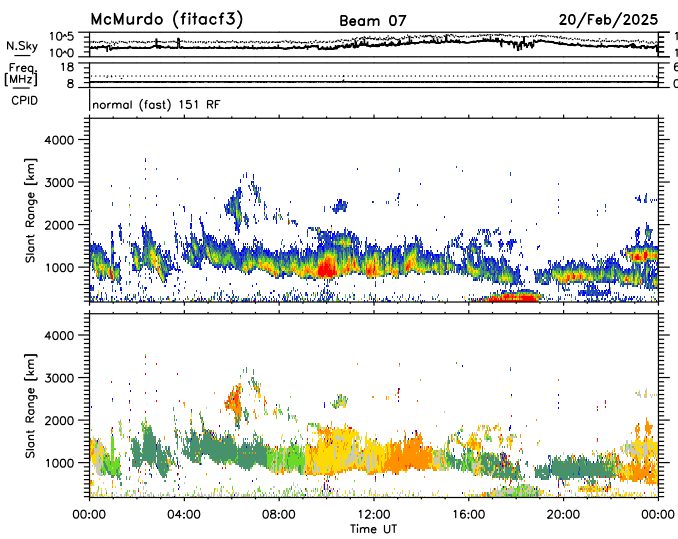 McMurdo (fitacf3) Beam 07 20/Feb/2025
N.Sky 10^5 10^0
Freq. [MHz] 18 8
CPID normal (fast) 151 RF
Slant Range [km]
4000
3000
2000
1000
Slant Range [km]
4000
3000
2000
1000
00:00 04:00 08:00 12:00 16:00 20:00 00:00
Time UT